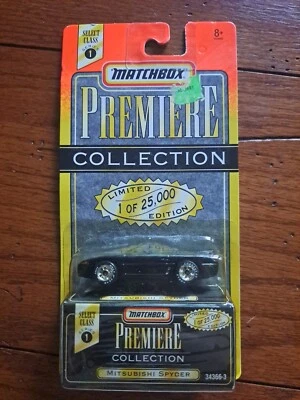 SELECT
CLASS
1
8+
MATCHBOX
PREMIERE
COLLECTION
LIMITED
1 OF 25,000
EDITION
SELECT
CLASS
1
MATCHBOX
PREMIERE
COLLECTION
MITSUBISHI SPYDER
34366-3